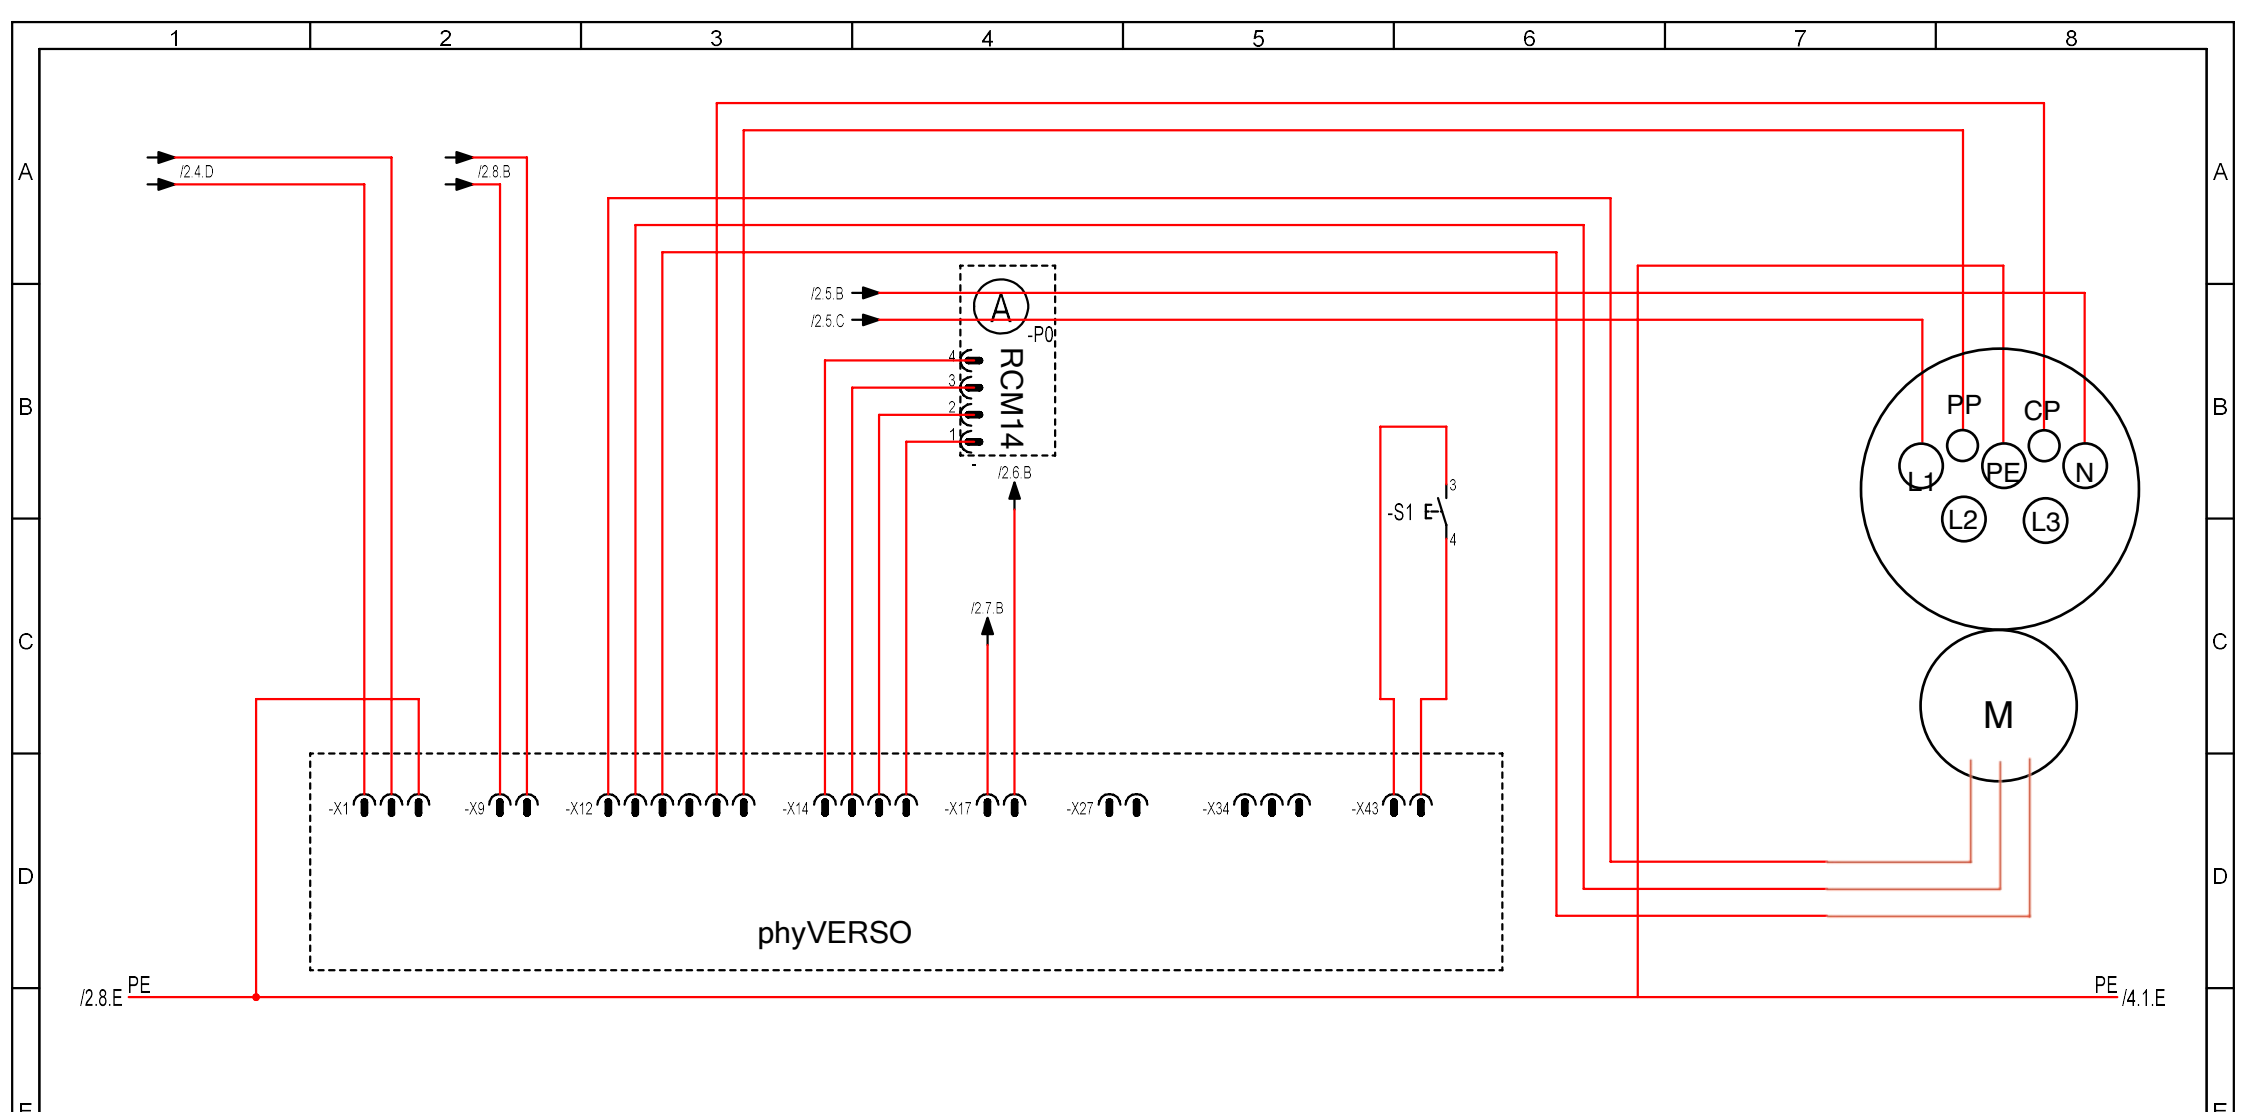 1 2 3 4 5 6 7 8
A A
/2.4.D /2.8.B
/2.5.B
A
/2.5.C
-P0
4
3
2
1
RCM14
-
B B
PP CP
L1 PE N
L2 L3
/2.6.B
3
-S1
4
/2.7.B
C C
M
-X1 -X9 -X12 -X14 -X17 -X27 -X34 -X43
D D
phyVERSO
/2.8.E PE PE /4.1.E
E E